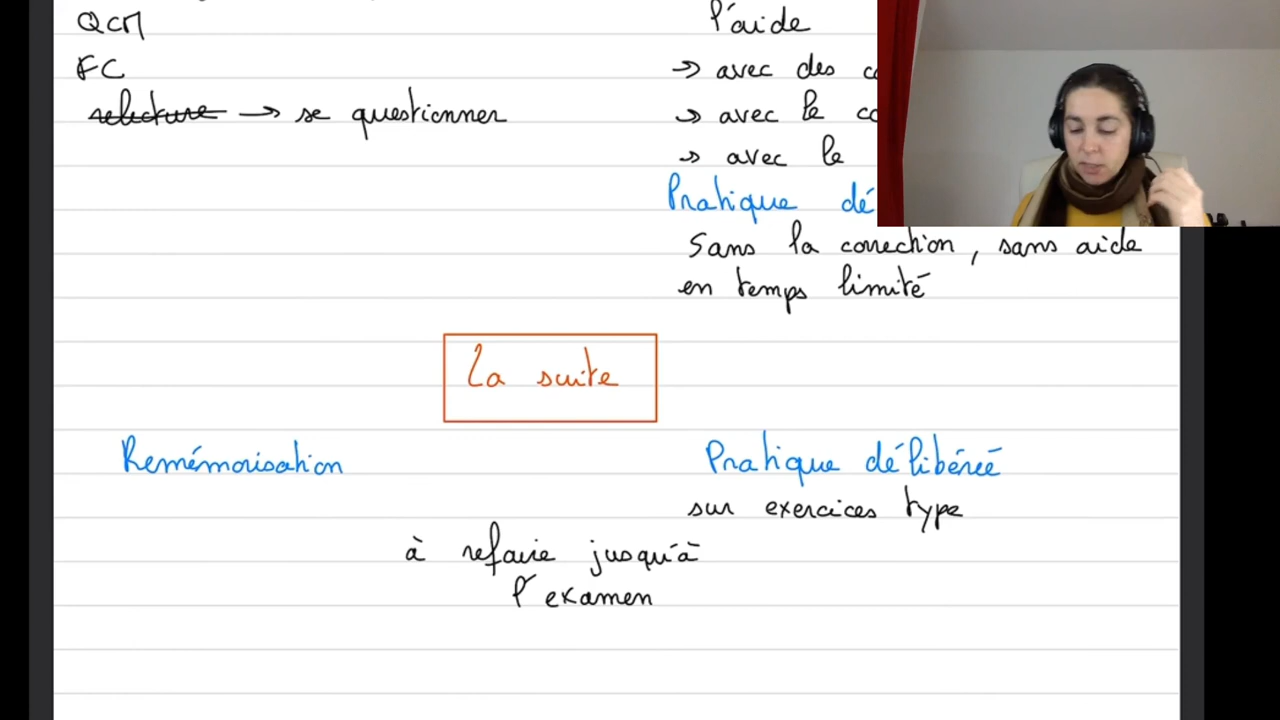 QCM
FC
relecture → se questionner
l'aide
→ avec des
→ avec le
→ avec le
Pratique dé
Sans la correction, sans aide
en temps limité
La suite
Remémorisation
Pratique délibérée
sur exercices type
à refaire jusqu'à
l'examen